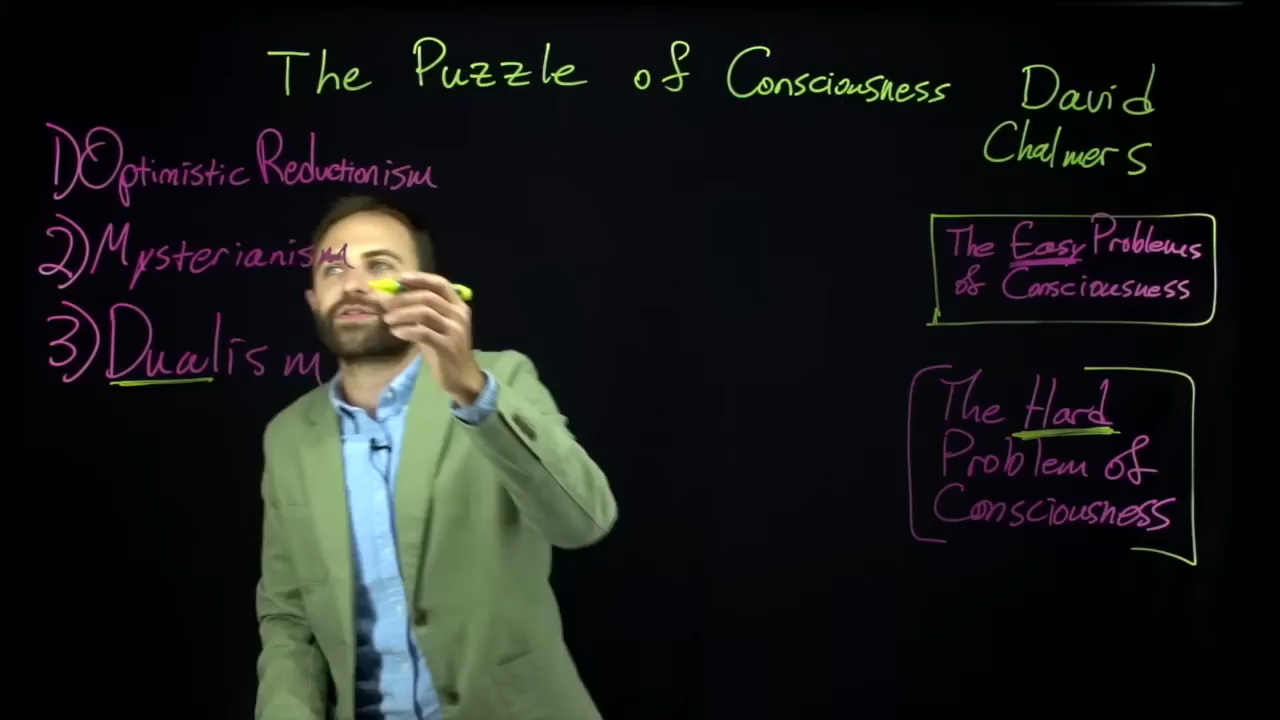 The Puzzle of Consciousness
David
Chalmers
1) Optimistic Reductionism
2) Mysterianism
3) Dualism
The Easy Problems
of Consciousness
The Hard
Problem of
Consciousness